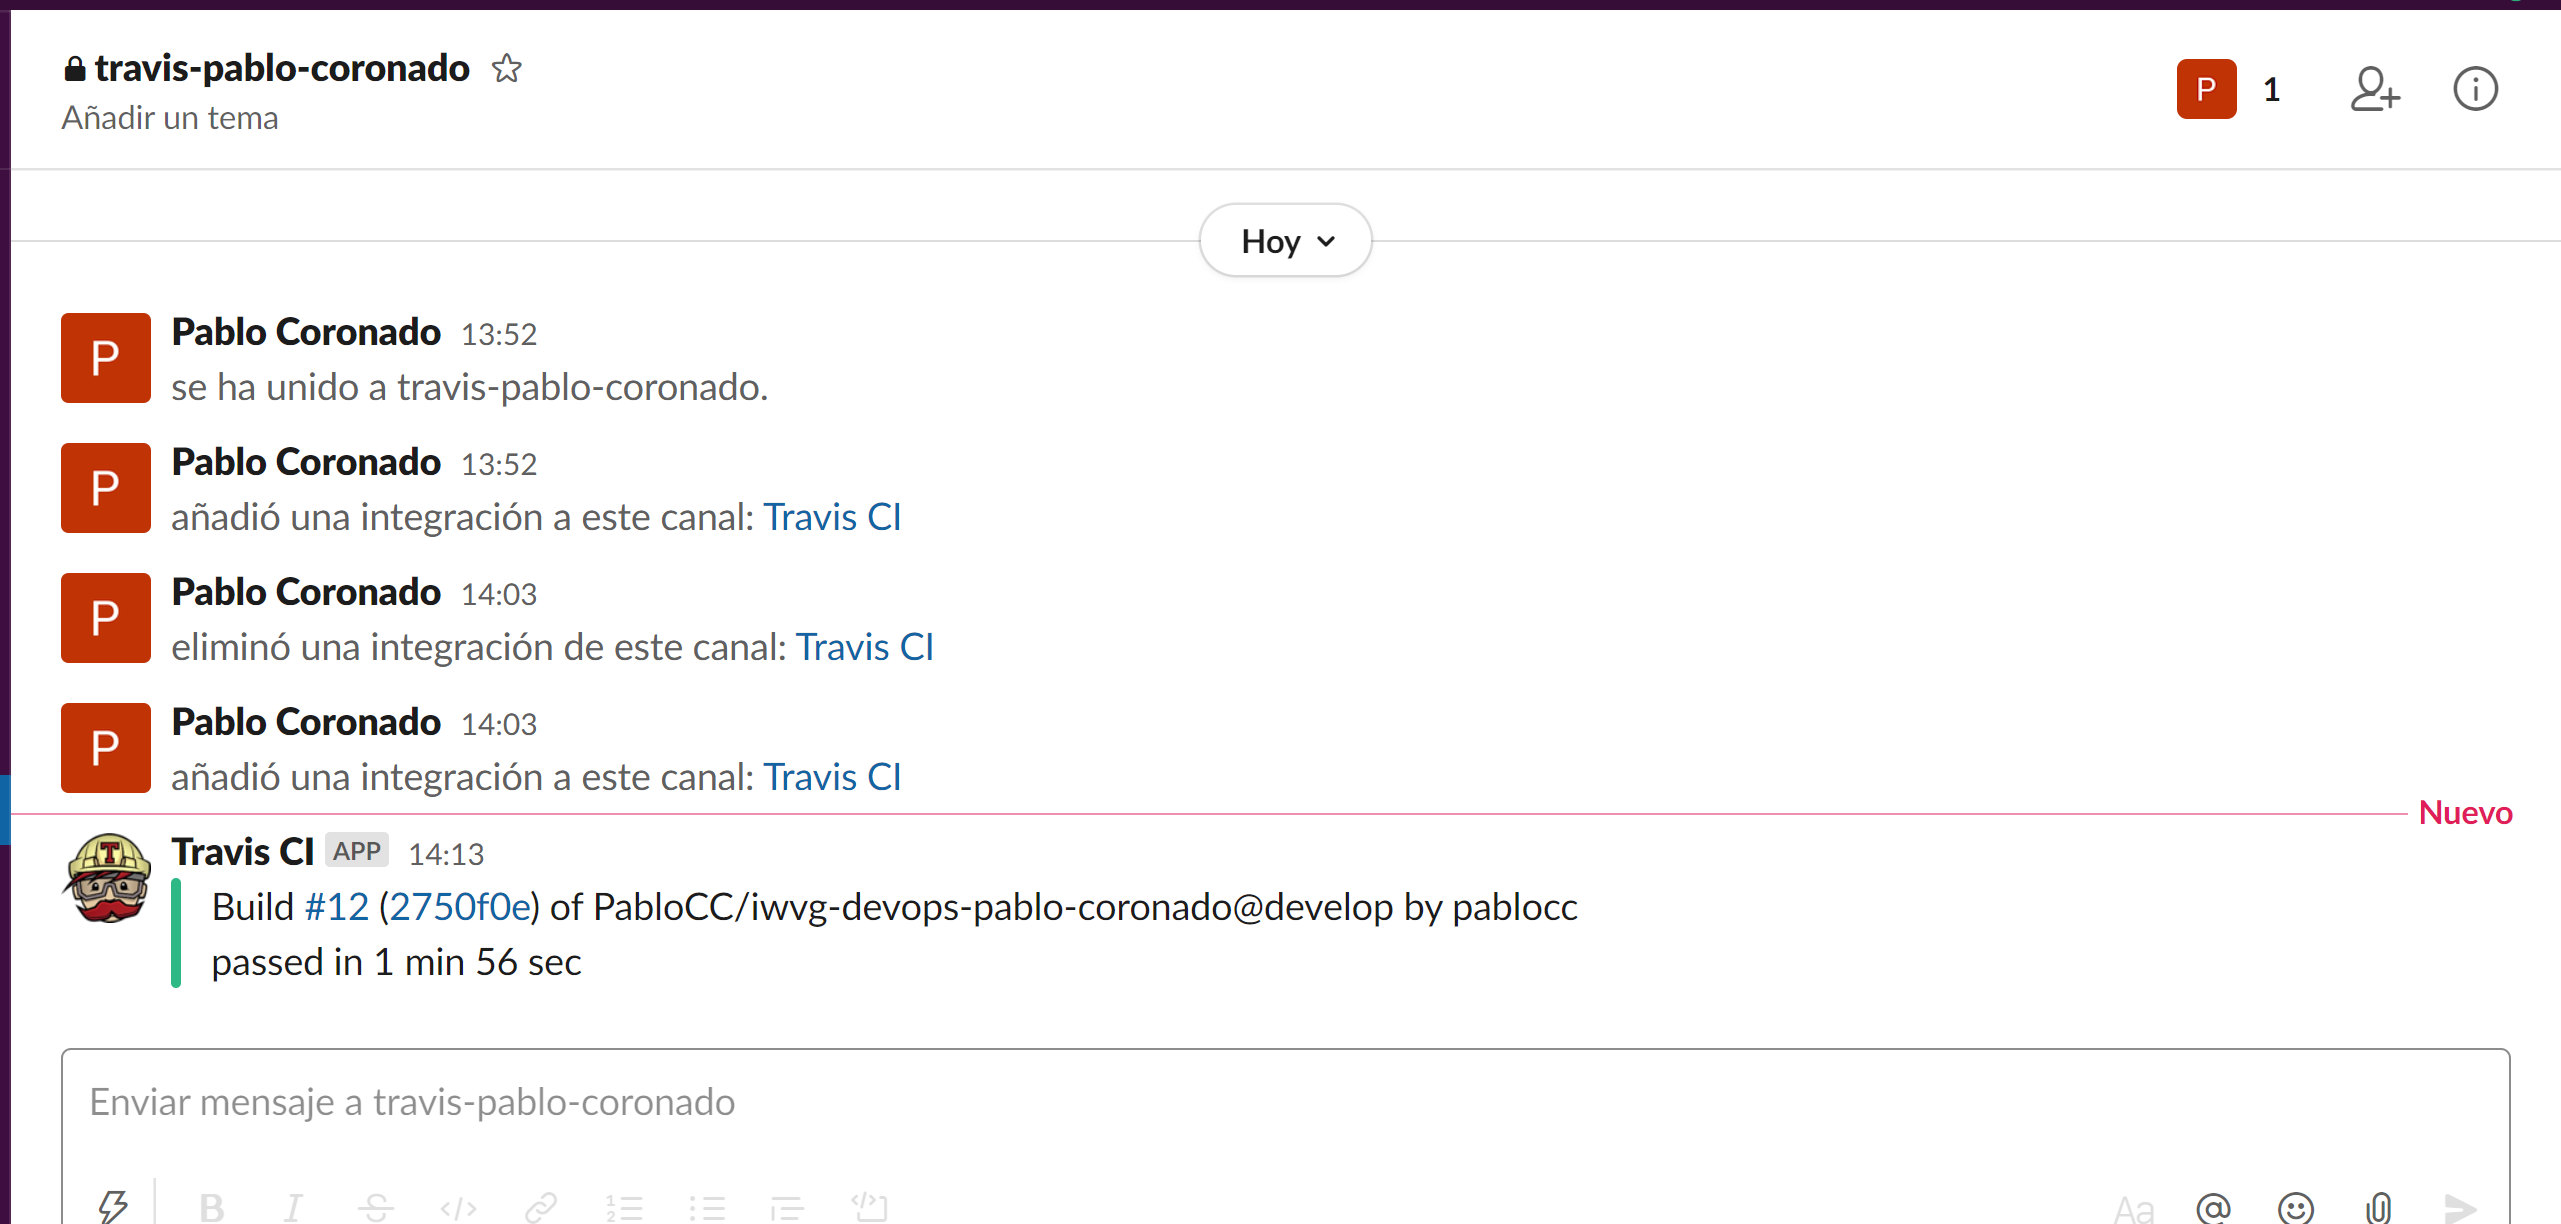 travis-pablo-coronado
Añadir un tema
P 1
Hoy
P
Pablo Coronado 13:52
se ha unido a travis-pablo-coronado.
P
Pablo Coronado 13:52
añadió una integración a este canal: Travis CI
P
Pablo Coronado 14:03
eliminó una integración de este canal: Travis CI
P
Pablo Coronado 14:03
añadió una integración a este canal: Travis CI
Nuevo
T
Travis CI APP 14:13
Build #12 (2750f0e) of PabloCC/iwvg-devops-pablo-coronado@develop by pablocc
passed in 1 min 56 sec
Enviar mensaje a travis-pablo-coronado
B I S </> Aa @